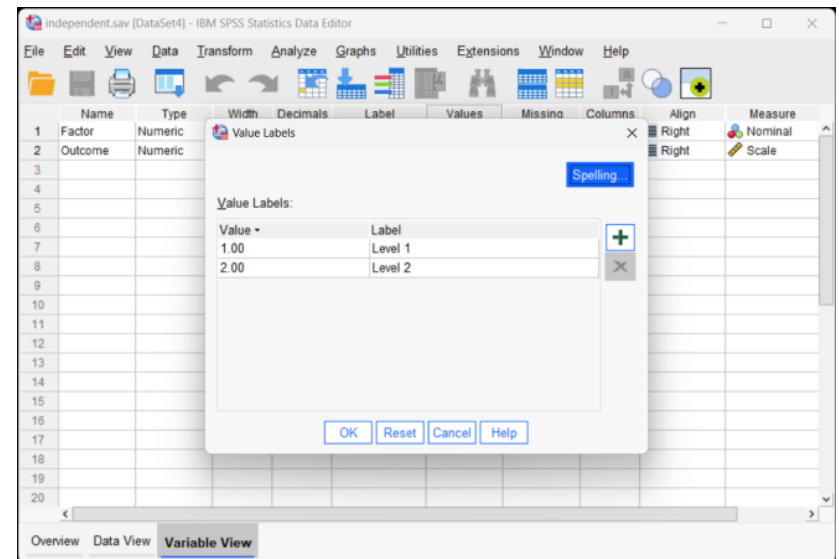 independent.sav [DataSet4] - IBM SPSS Statistics Data Editor
File Edit View Data Transform Analyze Graphs Utilities Extensions Window Help
Name Type Width Decimals Label Values Missing Columns Align Measure
1 Factor Numeric Right Nominal
2 Outcome Numeric Right Scale
3
4
5
6
7
8
9
10
11
12
13
14
15
16
17
18
19
20
Value Labels
Spelling...
Value Labels:
Value Label
1.00 Level 1
2.00 Level 2
OK Reset Cancel Help
Overview Data View Variable View